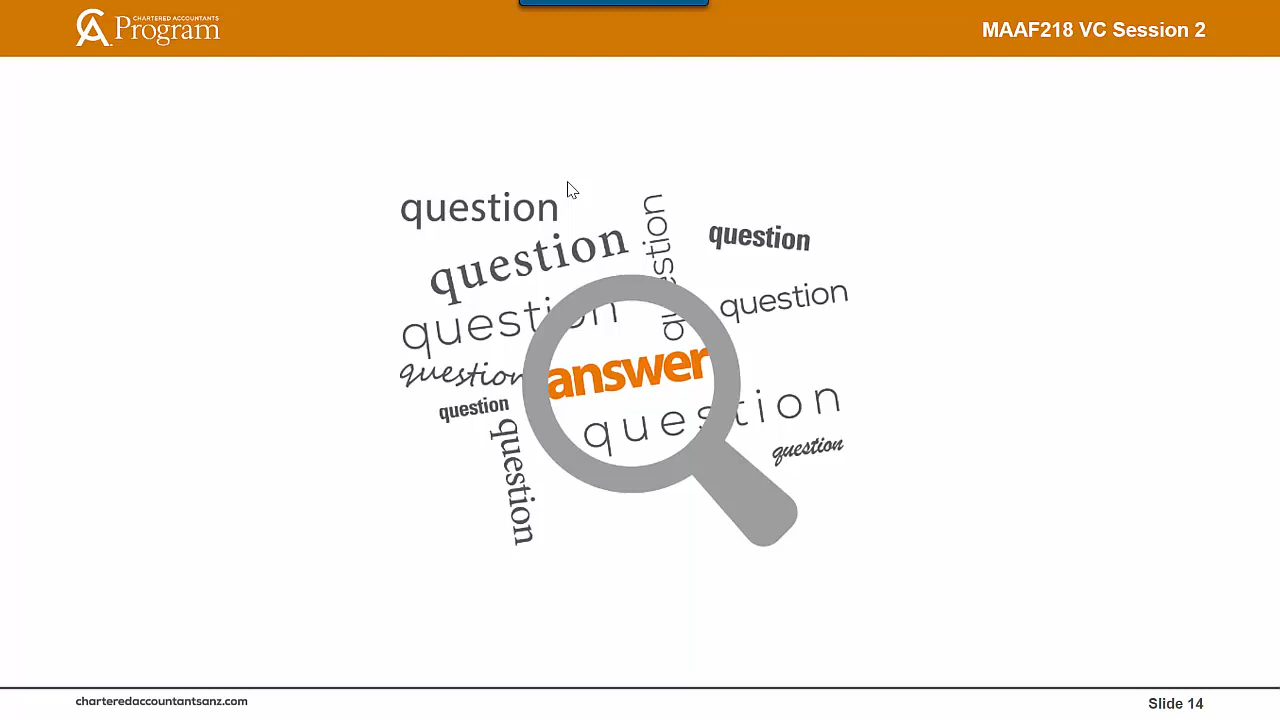 CHARTERED ACCOUNTANTS
CA Program
MAAF218 VC Session 2
question
question
question
question
question
question
question
answer
question
question
question
question
charteredaccountantsanz.com
Slide 14